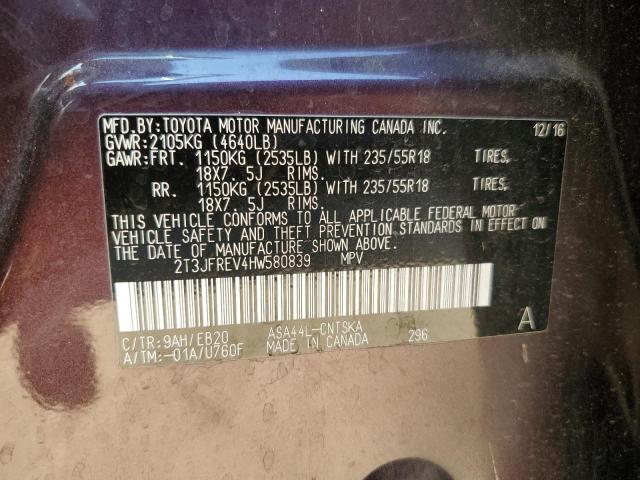 MFD.BY:TOYOTA MOTOR MANUFACTURING CANADA INC. 12/16
GVWR:2105KG (4640LB)
GAWR:FRT. 1150KG (2535LB) WITH 235/55R18 TIRES,
18X7.5J RIMS.
RR. 1150KG (2535LB) WITH 235/55R18 TIRES,
18X7.5J RIMS.
THIS VEHICLE CONFORMS TO ALL APPLICABLE FEDERAL MOTOR
VEHICLE SAFETY AND THEFT PREVENTION STANDARDS IN EFFECT ON
THE DATE OF MANUFACTURE SHOWN ABOVE.
2T3JFREV4HW580839 MPV
C/TR:9AH/EB20 ASA44L-CNTSKA A
A/TM:-01A/U760F MADE IN CANADA 296